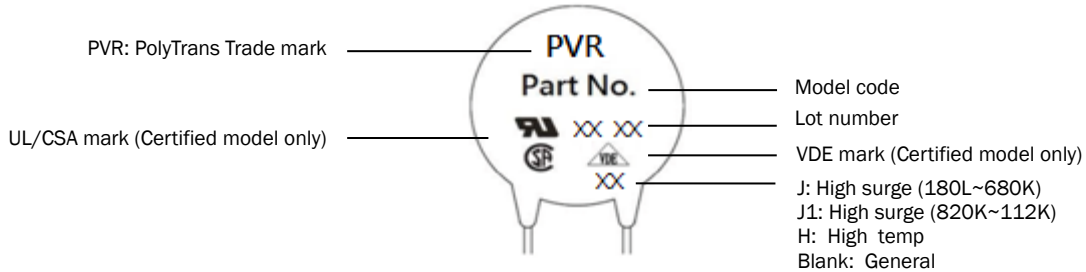 PVR: PolyTrans Trade mark
PVR
Part No.
Model code
XX XX
Lot number
UL/CSA mark (Certified model only)
SA
VDE
VDE mark (Certified model only)
XX
J: High surge (180L~680K)
J1: High surge (820K~112K)
H: High temp
Blank: General